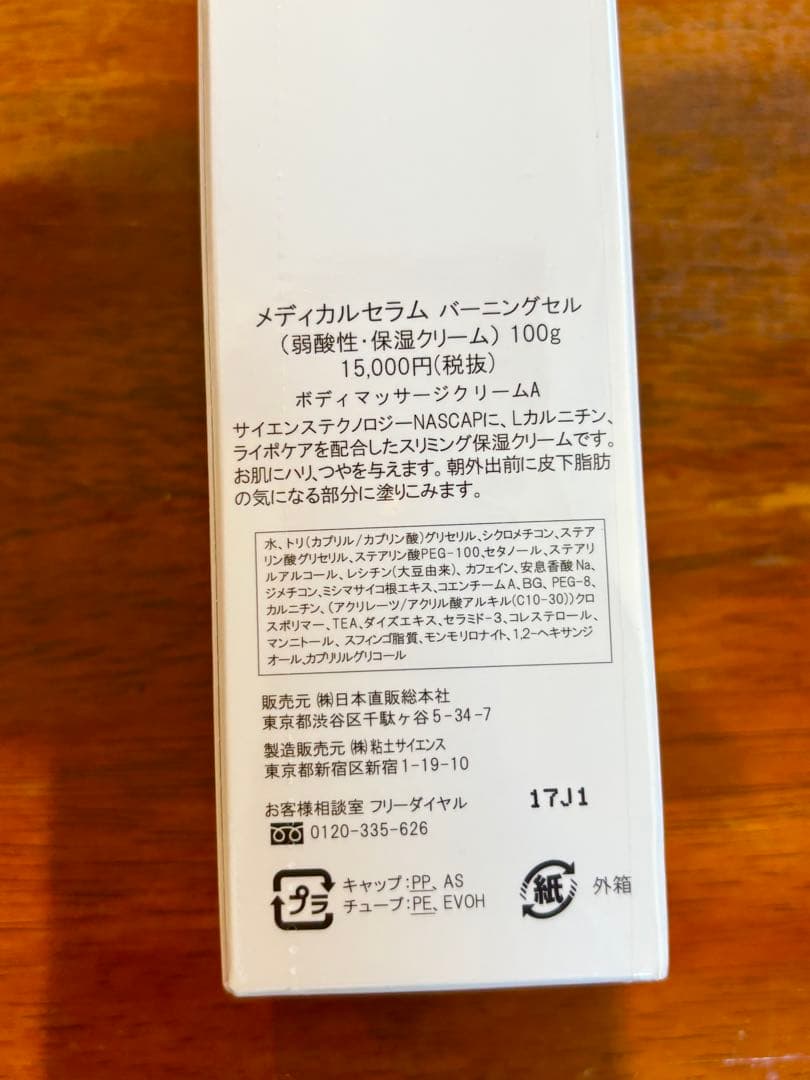 メディカルセラム バーニングセル
(弱酸性・保湿クリーム) 100g
15,000円(税抜)
ボディマッサージクリームA
サイエンステクノロジーNASCAPに、Lカルニチン、
ライポケアを配合したスリミング保湿クリームです。
お肌にハリ、つやを与えます。朝外出前に皮下脂肪
の気になる部分に塗りこみます。
水、トリ(カプリル/カプリン酸)グリセリル、シクロメチコン、ステア
リン酸グリセリル、ステアリン酸PEG-100、セタノール、ステアリ
ルアルコール、レシチン(大豆由来)、カフェイン、安息香酸Na、
ジメチコン、ミシマサイコ根エキス、コエンチームA、BG、PEG-8、
カルニチン、(アクリレーツ/アクリル酸アルキル(C10-30))クロ
スポリマー、TEA、ダイズエキス、セラミド-3、コレステロール、
マンニトール、スフィンゴ脂質、モンモリロナイト、1,2-ヘキサンジ
オール、カプリルグリコール
販売元 ㈱日本直販総本社
東京都渋谷区千駄ヶ谷5-34-7
製造販売元 ㈱粘土サイエンス
東京都新宿区新宿1-19-10
お客様相談室 フリーダイヤル
17J1
0120-335-626
プラ
キャップ:PP、AS
チューブ:PE、EVOH
紙
外箱